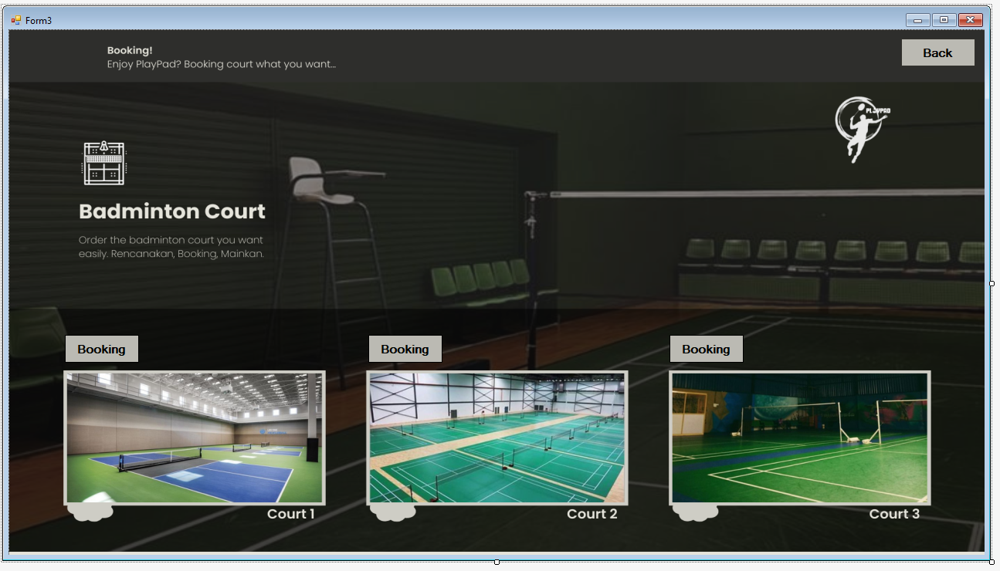 Form3
Booking!
Enjoy PlayPad? Booking court what you want...
Back
PLAYPAD
Badminton Court
Order the badminton court you want
easily. Rencanakan, Booking, Mainkan.
Booking
Booking
Booking
Court 1
Court 2
Court 3